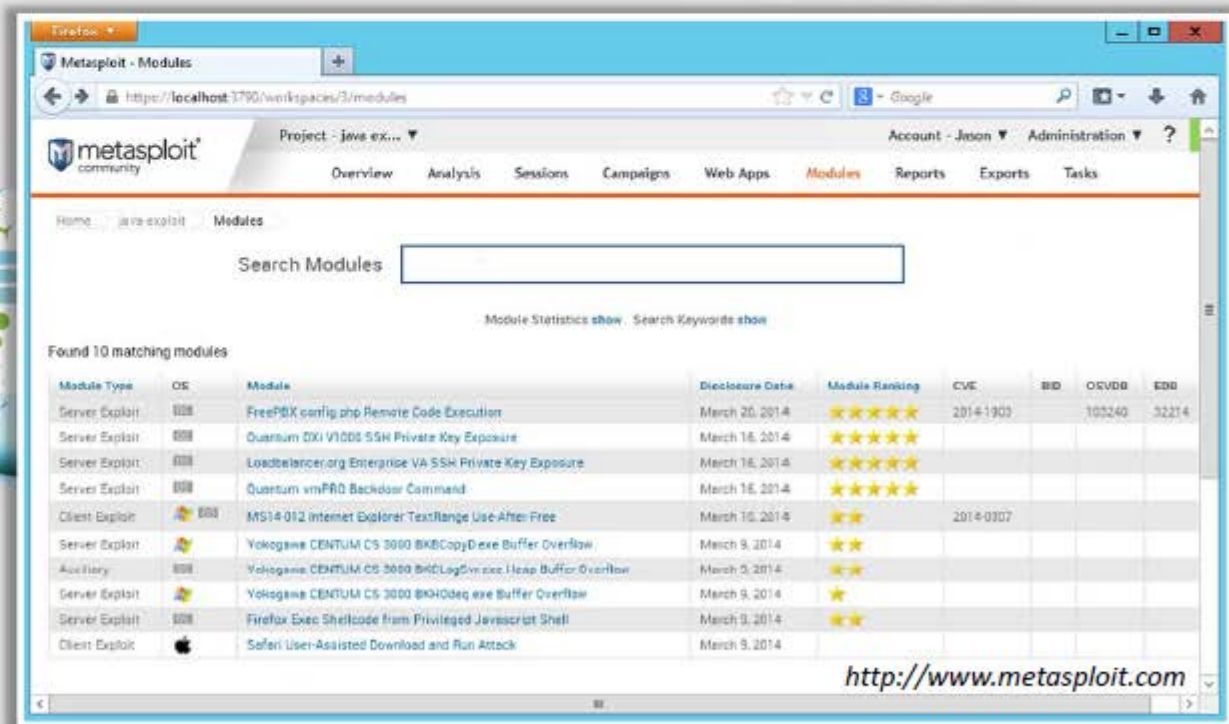 Firefox
Metasploit - Modules
https://localhost:3790/workspaces/3/modules
Google
metasploit
community
Project - java ex...
Account - Jason
Administration
?
Overview
Analysis
Sessions
Campaigns
Web Apps
Modules
Reports
Exports
Tasks
Home java-exploit Modules
Search Modules
Module Statistics show Search Keywords show
Found 10 matching modules
Module Type OS Module Disclosure Date Module Ranking CVE BID OSVDB EDB
Server Exploit FreePBX config.php Remote Code Execution March 20, 2014 2014-1903 103240 32214
Server Exploit Quantum DXi V1000 SSH Private Key Exposure March 16, 2014
Server Exploit Loadbalancer.org Enterprise VA SSH Private Key Exposure March 16, 2014
Server Exploit Quantum vmPRO Backdoor Command March 16, 2014
Client Exploit MS14-012 Internet Explorer TextRange Use-After-Free March 10, 2014 2014-0307
Server Exploit Yokogawa CENTUM CS 3000 BKBCopyD.exe Buffer Overflow March 9, 2014
Auxiliary Yokogawa CENTUM CS 3000 BKCLogSvr.exe Heap Buffer Overflow March 9, 2014
Server Exploit Yokogawa CENTUM CS 3000 BKHOdeq.exe Buffer Overflow March 9, 2014
Server Exploit Firefox Exec Shellcode from Privileged Javascript Shell March 9, 2014
Client Exploit Safari User-Assisted Download and Run Attack March 9, 2014
http://www.metasploit.com